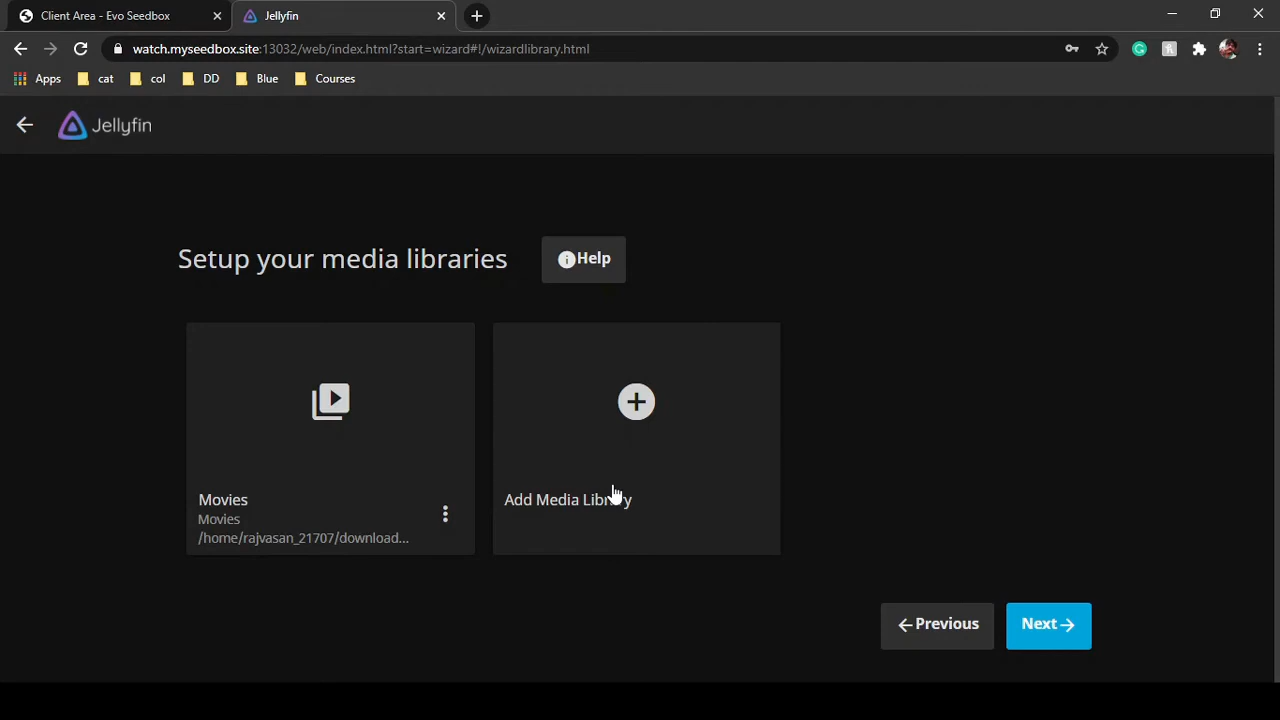 Client Area - Evo Seedbox
Jellyfin
watch.myseedbox.site:13032/web/index.html?start=wizard#!/wizardlibrary.html
Apps
cat
col
DD
Blue
Courses
Jellyfin
Setup your media libraries
Help
Movies
Movies
/home/rajvasan_21707/download...
Add Media Library
Previous
Next